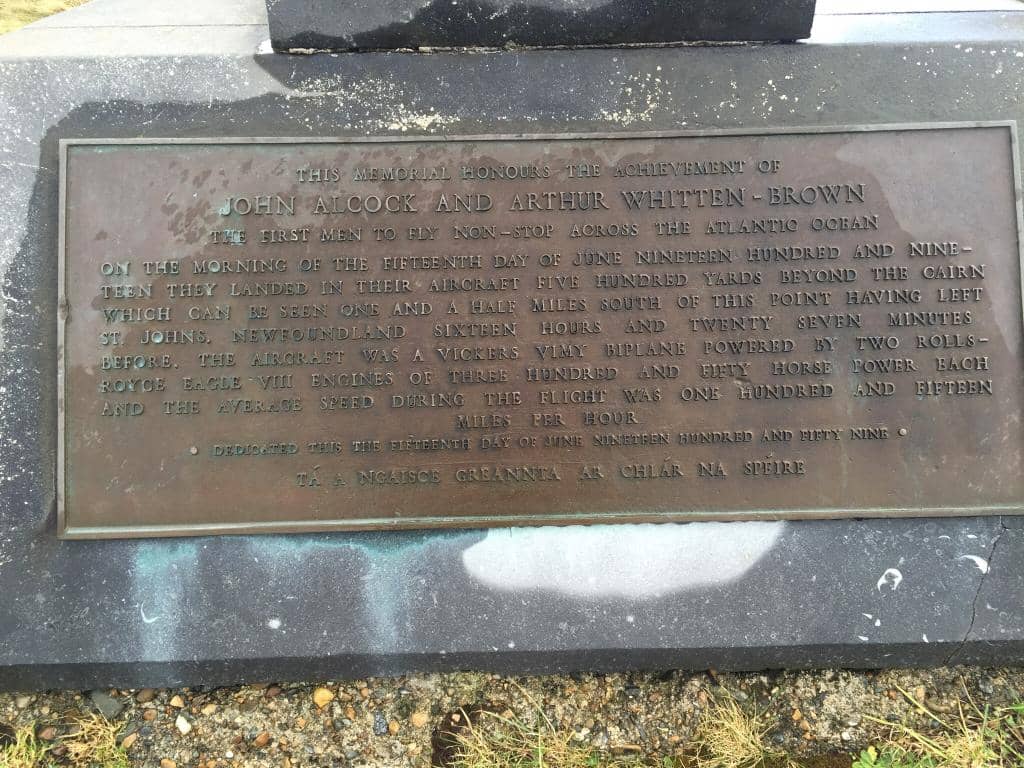 THIS MEMORIAL HONOURS THE ACHIEVEMENT OF
JOHN ALCOCK AND ARTHUR WHITTEN-BROWN
THE FIRST MEN TO FLY NON-STOP ACROSS THE ATLANTIC OCEAN
ON THE MORNING OF THE FIFTEENTH DAY OF JUNE NINETEEN HUNDRED AND NINE-
TEEN THEY LANDED IN THEIR AIRCRAFT FIVE HUNDRED YARDS BEYOND THE CAIRN
WHICH CAN BE SEEN ONE AND A HALF MILES SOUTH OF THIS POINT HAVING LEFT
ST. JOHNS, NEWFOUNDLAND SIXTEEN HOURS AND TWENTY SEVEN MINUTES
BEFORE. THE AIRCRAFT WAS A VICKERS VIMY BIPLANE POWERED BY TWO ROLLS-
ROYCE EAGLE VIII ENGINES OF THREE HUNDRED AND FIFTY HORSE POWER EACH
AND THE AVERAGE SPEED DURING THE FLIGHT WAS ONE HUNDRED AND FIFTEEN
MILES PER HOUR
• DEDICATED THIS THE FIFTEENTH DAY OF JUNE NINETEEN HUNDRED AND FIFTY NINE •
TÁ A NGAISCE GREANNTA AR CHLÁR NA SPÉIRE